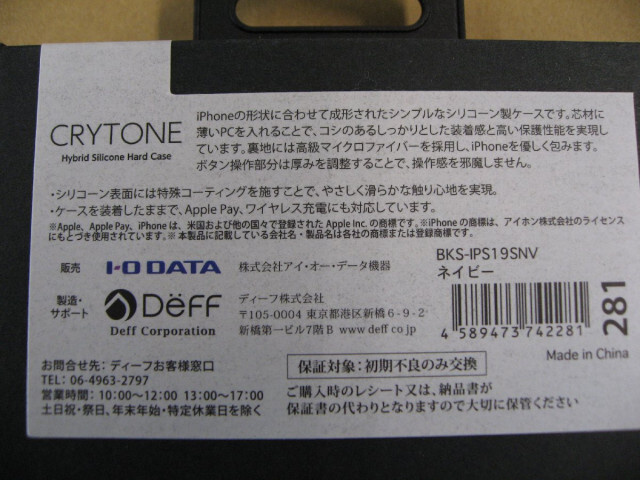 CRYTONE
Hybrid Silicone Hard Case
iPhoneの形状に合わせて成形されたシンプルなシリコーン製ケースです。芯材に
薄いPCを入れることで、コシのあるしっかりとした装着感と高い保護性能を実現し
ています。裏地には高級マイクロファイバーを採用し、iPhoneを優しく包みます。
ボタン操作部分は厚みを調整することで、操作感を邪魔しません。
・シリコーン表面には特殊コーティングを施すことで、やさしく滑らかな触り心地を実現。
・ケースを装着したままで、Apple Pay、ワイヤレス充電にも対応しています。
※Apple、Apple Pay、iPhone は、米国および他の国々で登録された Apple Inc. の商標です。※iPhone の商標は、アイホン株式会社のライセンス
にもとづき使用されています。※ 本製品に記載している会社名・製品名は各社の商標または登録商標です。
販売 I-O DATA 株式会社アイ・オー・データ機器
製造・
サポート
DëFF
Deff Corporation
ディーフ株式会社
〒105-0004 東京都港区新橋 6-9-2
新橋第一ビル7階B www.deff.co.jp
BKS-IPS19SNV
ネイビー
4 589473 742281
281
Made in China
お問合せ先：ディーフお客様窓口
TEL: 06-4963-2797
営業時間：10:00〜12:00 13:00〜17:00
土日祝・祭日、年末年始・特定休業日を除く
保証対象：初期不良のみ交換
ご購入時のレシート又は、納品書が
保証書の代わりとなりますので大切に保管ください